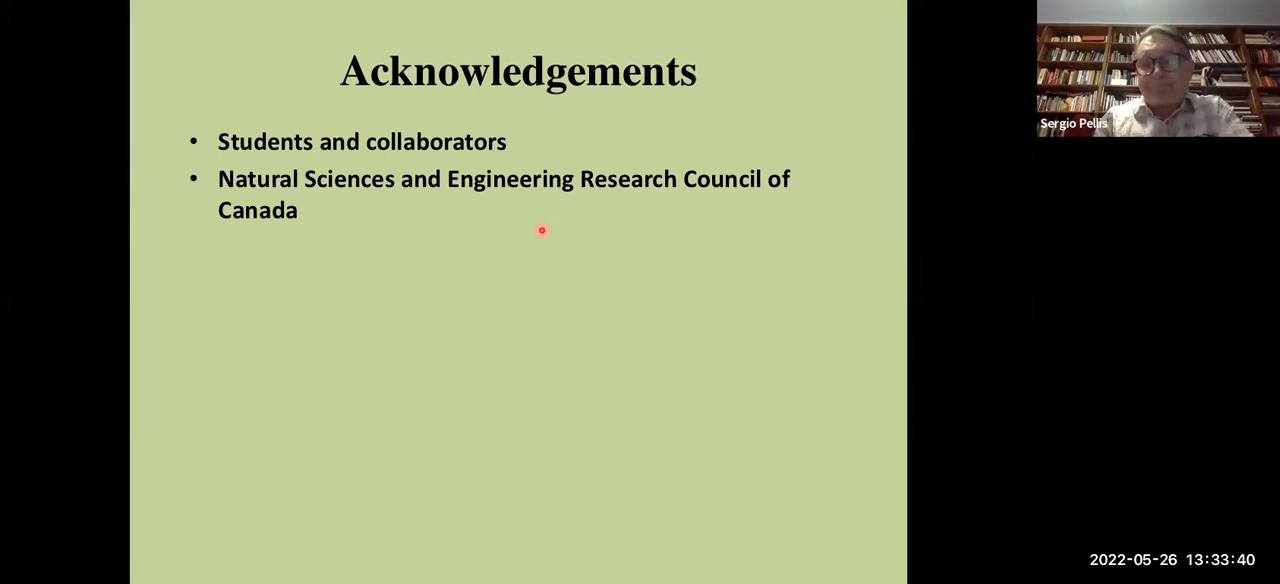 Acknowledgements
• Students and collaborators
• Natural Sciences and Engineering Research Council of
Canada
Sergio Pellis
2022-05-26 13:33:40